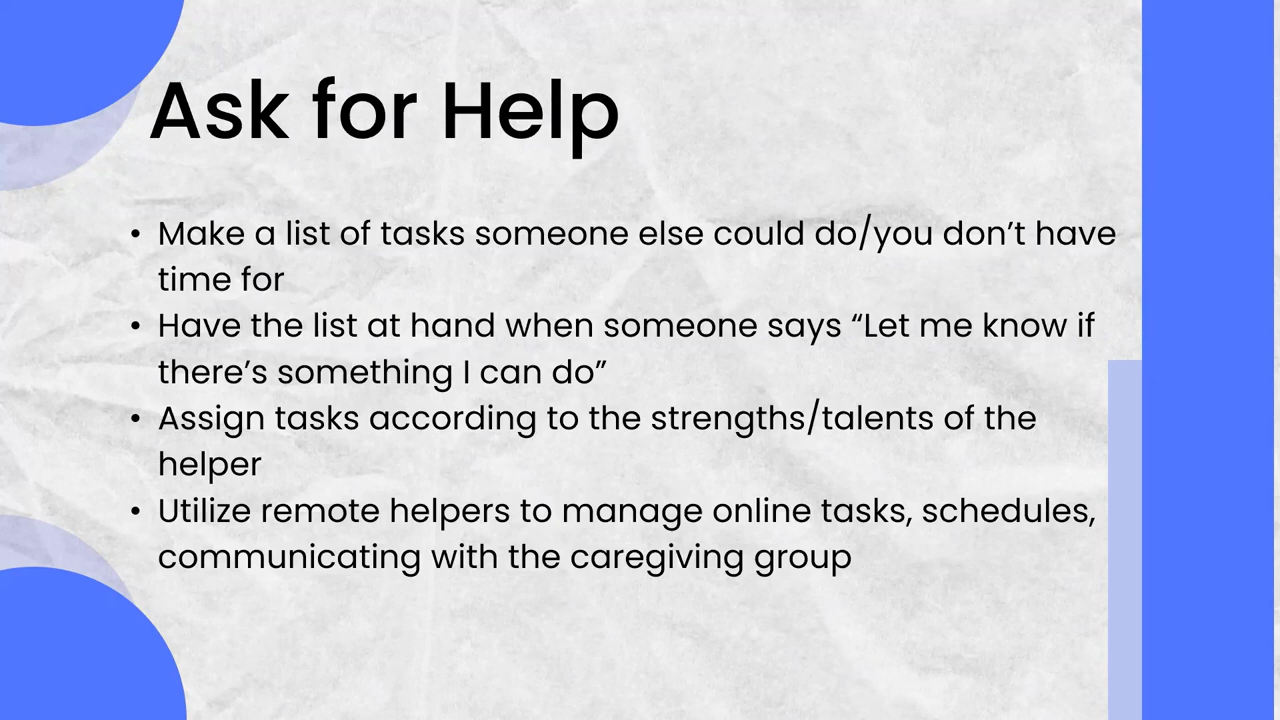 Ask for Help
• Make a list of tasks someone else could do/you don’t have
time for
• Have the list at hand when someone says “Let me know if
there’s something I can do”
• Assign tasks according to the strengths/talents of the
helper
• Utilize remote helpers to manage online tasks, schedules,
communicating with the caregiving group